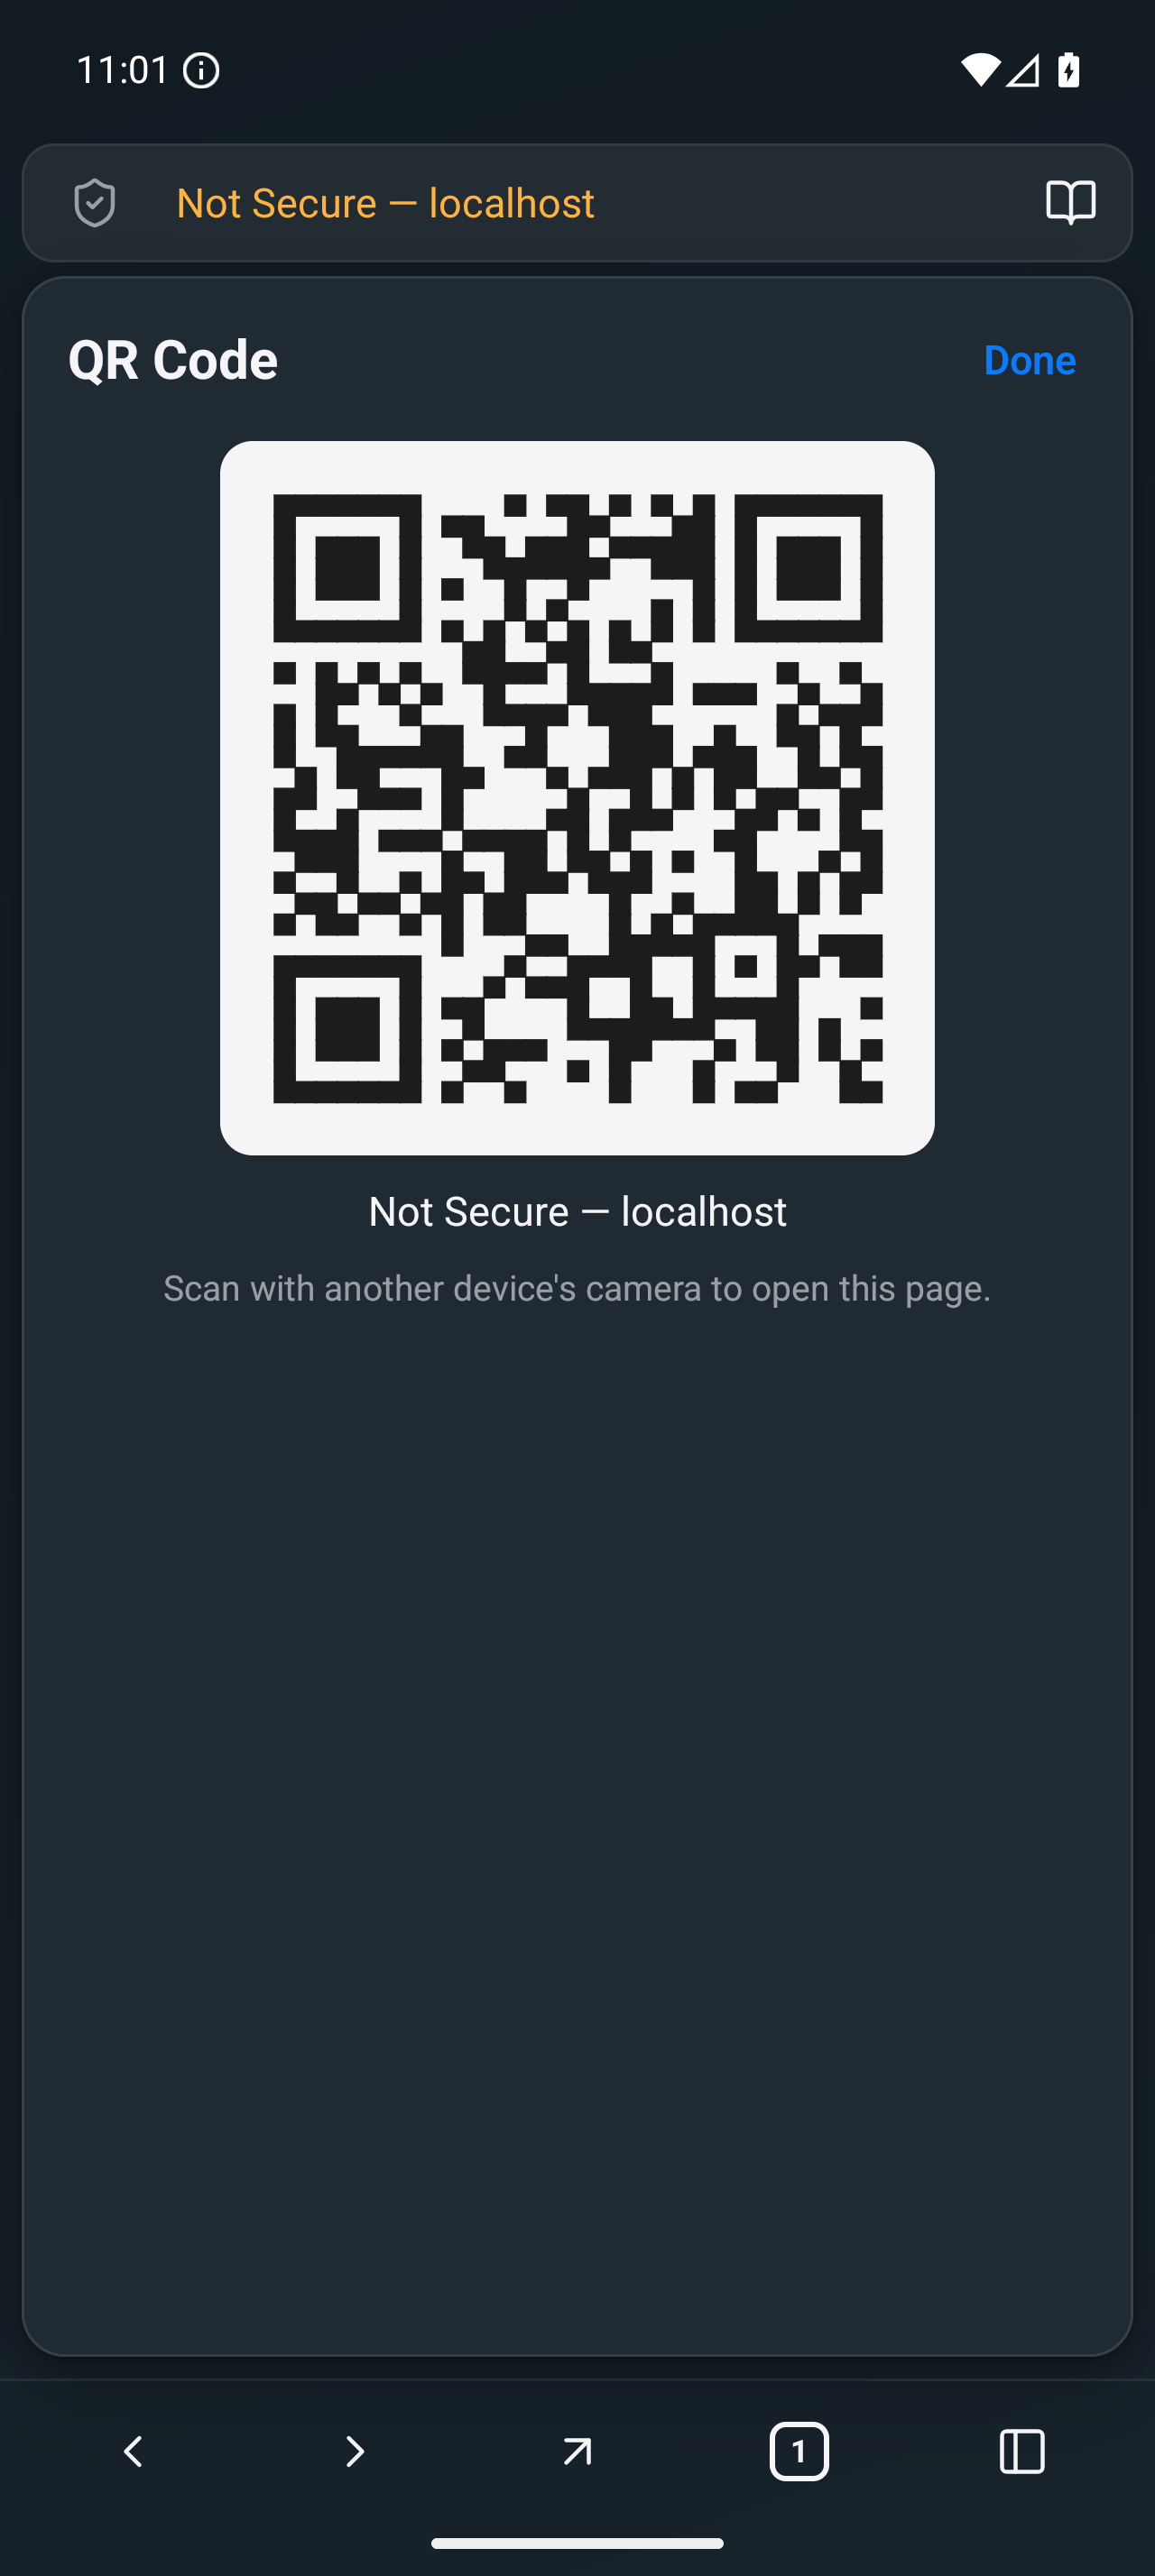 11:01
Not Secure — localhost
QR Code
Done
Not Secure — localhost
Scan with another device's camera to open this page.
1